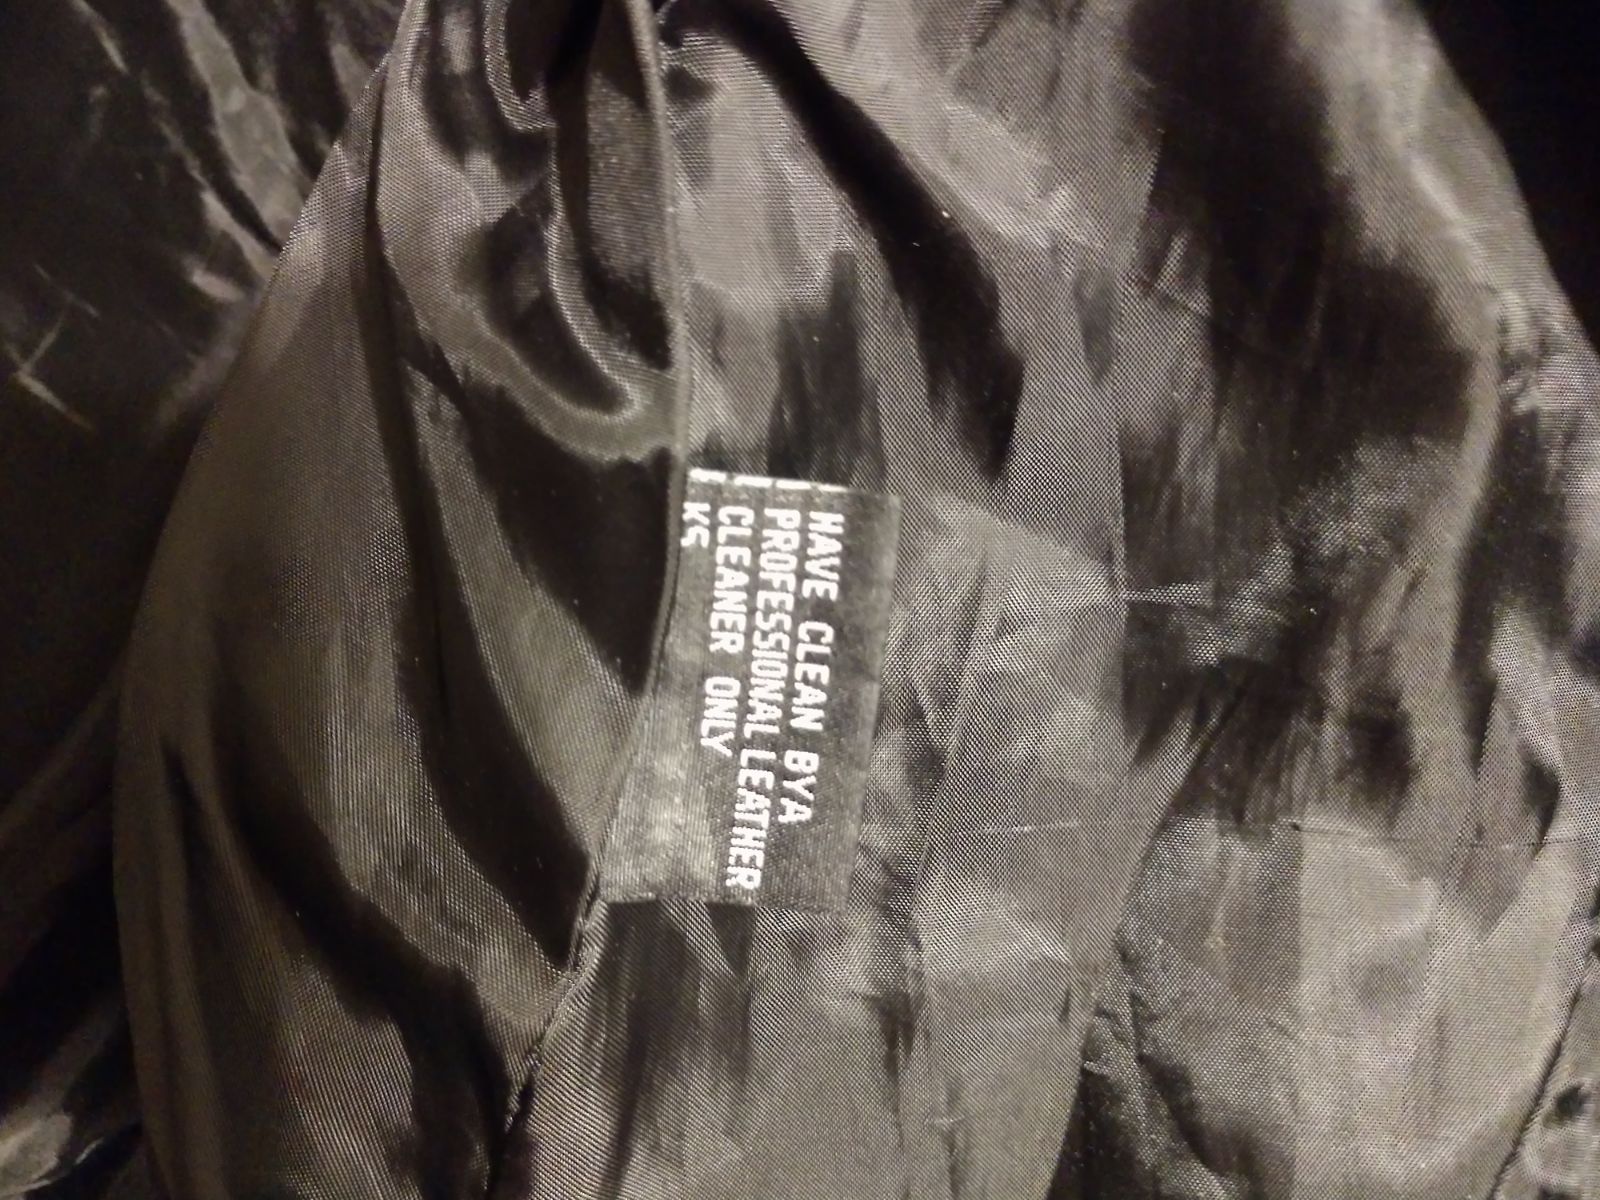 HAVE CLEAN BYA
PROFESSIONAL LEATHER
CLEANER ONLY
KS